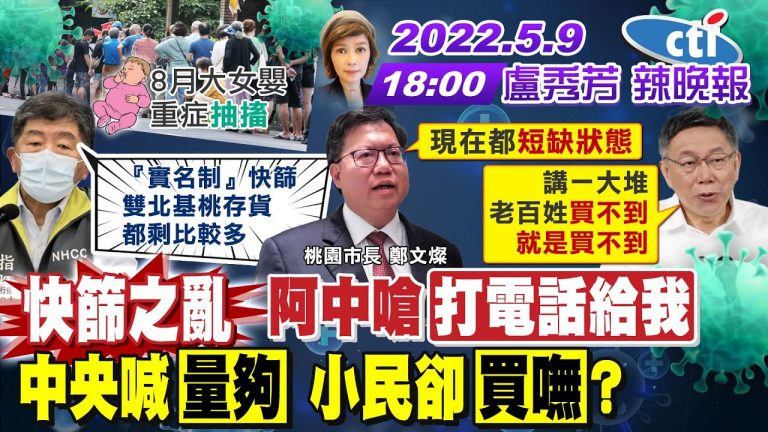 2022.5.9
cti
18:00 盧秀芳 辣晚報
8月大女嬰
重症抽搐
現在都短缺狀態
『實名制』快篩
雙北基桃存貨
都剩比較多
講一大堆
老百姓買不到
就是買不到
NHCC
指
桃園市長 鄭文燦
快篩之亂 阿中嗆 打電話給我
中央喊 量夠 小民卻 買嘸?